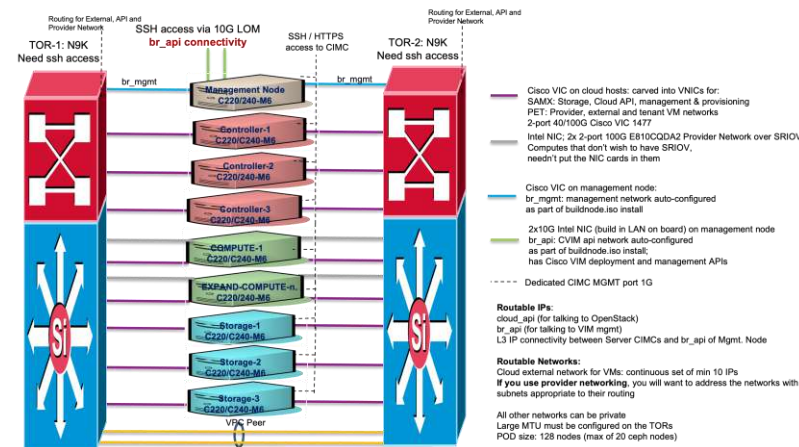 Routing for External, API and
Provider Network
TOR-1: N9K
Need ssh access
SSH access via 10G LOM
br_api connectivity
SSH / HTTPS
access to CIMC
Routing for External, API and
Provider Network
TOR-2: N9K
Need ssh access
br_mgmt
br_mgmt
Management Node
C220/240-M6
Controller-1
C220/C240-M6
Controller-2
C220/C240-M6
Controller-3
C220/C240-M6
COMPUTE-1
C220/C240-M6
EXPAND-COMPUTE-n.
C220/240-M6
Storage-1
C220/C240-M6
Storage-2
C220/C240-M6
Storage-3
C220/C240-M6
VPC Peer
Si
Si
Cisco VIC on cloud hosts: carved into VNICs for:
SAMX: Storage, Cloud API, management & provisioning
PET: Provider, external and tenant VM networks
2-port 40/100G Cisco VIC 1477
Intel NIC; 2x 2-port 100G E810CQDA2 Provider Network over SRIOV
Computes that don't wish to have SRIOV,
needn't put the NIC cards in them
Cisco VIC on management node:
br_mgmt: management network auto-configured
as part of buildnode.iso install
2x10G Intel NIC (build in LAN on board) on management node
br_api: CVIM api network auto-configured
as part of buildnode.iso install;
has Cisco VIM deployment and management APIs
Dedicated CIMC MGMT port 1G
Routable IPs:
cloud_api (for talking to OpenStack)
br_api (for talking to VIM mgmt)
L3 IP connectivity between Server CIMCs and br_api of Mgmt. Node
Routable Networks:
Cloud external network for VMs: continuous set of min 10 IPs
If you use provider networking, you will want to address the networks with
subnets appropriate to their routing
All other networks can be private
Large MTU must be configured on the TORs
POD size: 128 nodes (max of 20 ceph nodes)